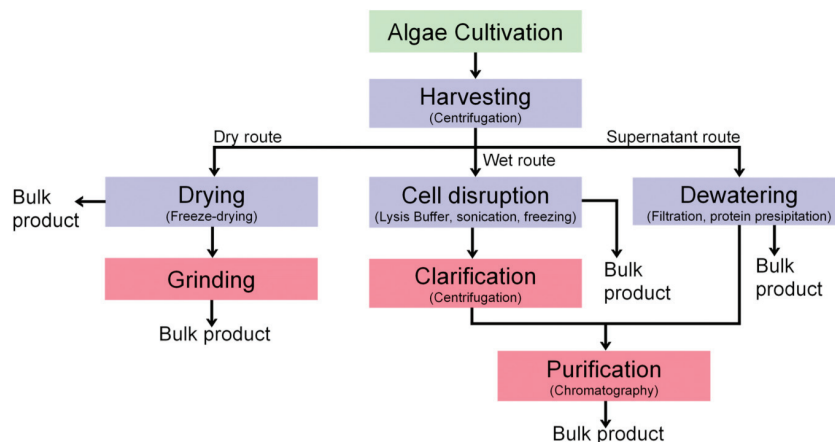 Algae Cultivation
Harvesting
(Centrifugation)
Dry route
Wet route
Supernatant route
Bulk
product
Drying
(Freeze-drying)
Cell disruption
(Lysis Buffer, sonication, freezing)
Dewatering
(Filtration, protein presipitation)
Grinding
Clarification
(Centrifugation)
Bulk
product
Bulk
product
Bulk product
Purification
(Chromatography)
Bulk product